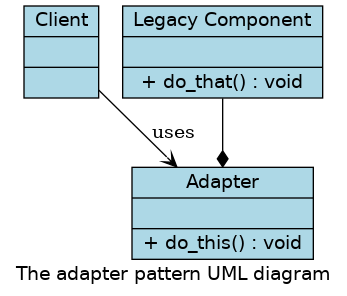 Client
Legacy Component
+ do_that() : void
uses
Adapter
+ do_this() : void
The adapter pattern UML diagram